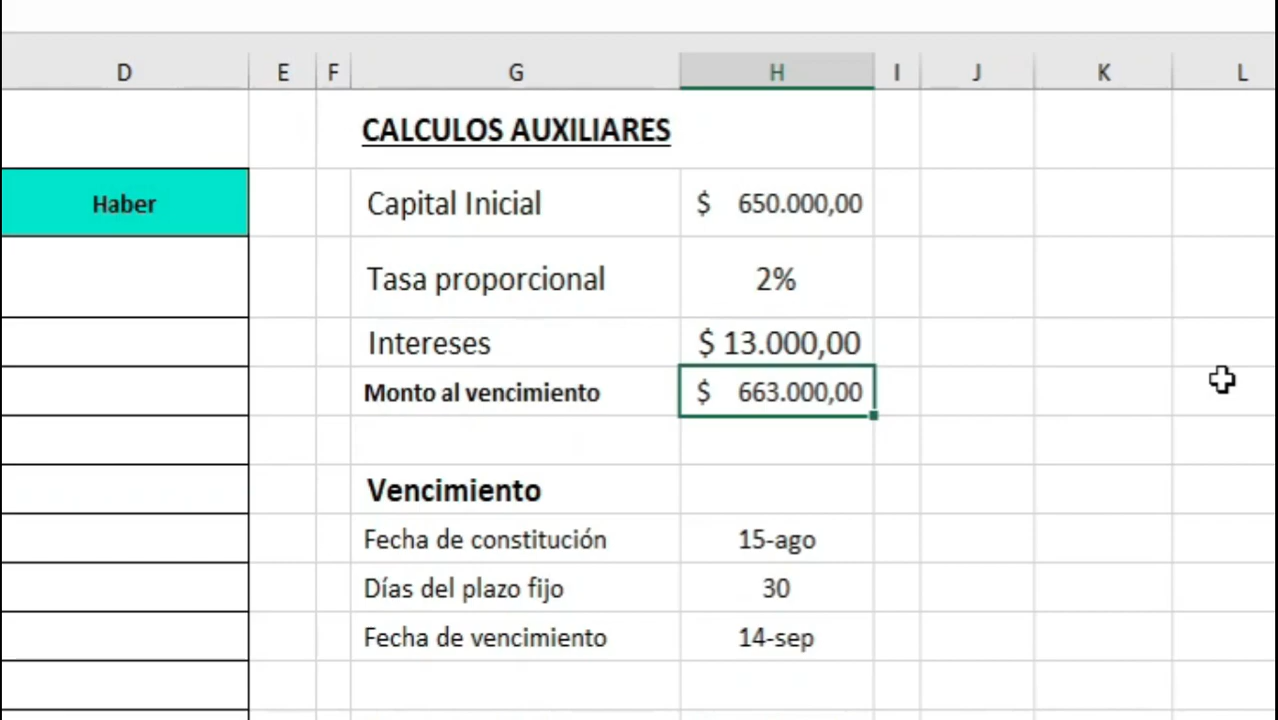 D E F G H I J K L
CALCULOS AUXILIARES
Haber Capital Inicial $ 650.000,00
Tasa proporcional 2%
Intereses $ 13.000,00
Monto al vencimiento $ 663.000,00
Vencimiento
Fecha de constitución 15-ago
Días del plazo fijo 30
Fecha de vencimiento 14-sep